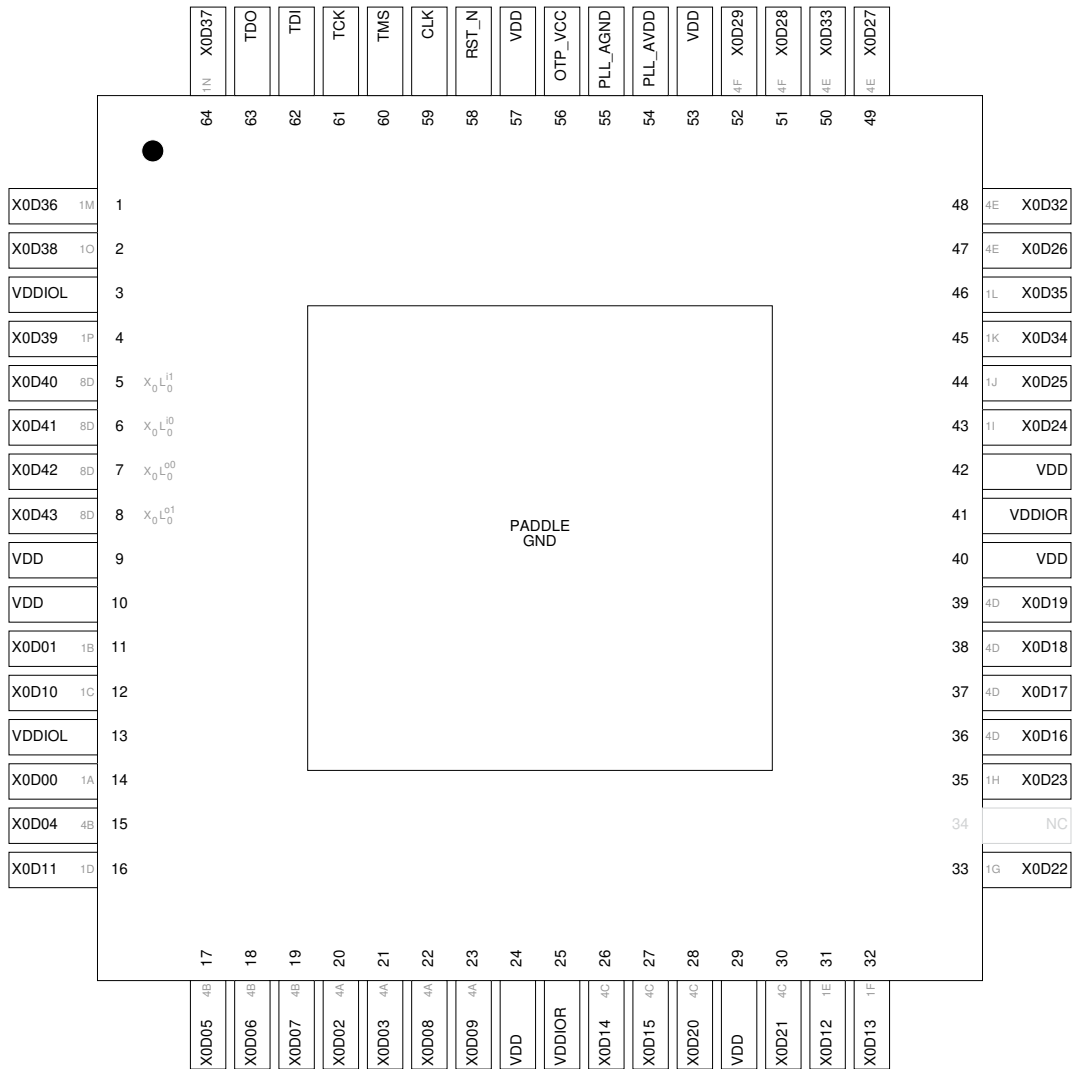 X0D37 TDO TDI TCK TMS CLK RST_N VDD OTP_VCC PLL_AGND PLL_AVDD VDD X0D29 X0D28 X0D33 X0D27
1N 4F 4F 4E 4E
64 63 62 61 60 59 58 57 56 55 54 53 52 51 50 49
X0D36 1M 1 48 4E X0D32
X0D38 1O 2 47 4E X0D26
VDDIOL 3 46 1L X0D35
X0D39 1P 4 45 1K X0D34
X0D40 8D 5 X0L0i1 44 1J X0D25
X0D41 8D 6 X0L0i0 43 1I X0D24
X0D42 8D 7 X0L0o0 42 VDD
X0D43 8D 8 X0L0o1 41 VDDIOR
PADDLE
GND
VDD 9 40 VDD
VDD 10 39 4D X0D19
X0D01 1B 11 38 4D X0D18
X0D10 1C 12 37 4D X0D17
VDDIOL 13 36 4D X0D16
X0D00 1A 14 35 1H X0D23
X0D04 4B 15 34 NC
X0D11 1D 16 33 1G X0D22
17 18 19 20 21 22 23 24 25 26 27 28 29 30 31 32
4B 4B 4B 4A 4A 4A 4A 4C 4C 4C 4C 1E 1F
X0D05 X0D06 X0D07 X0D02 X0D03 X0D08 X0D09 VDD VDDIOR X0D14 X0D15 X0D20 VDD X0D21 X0D12 X0D13